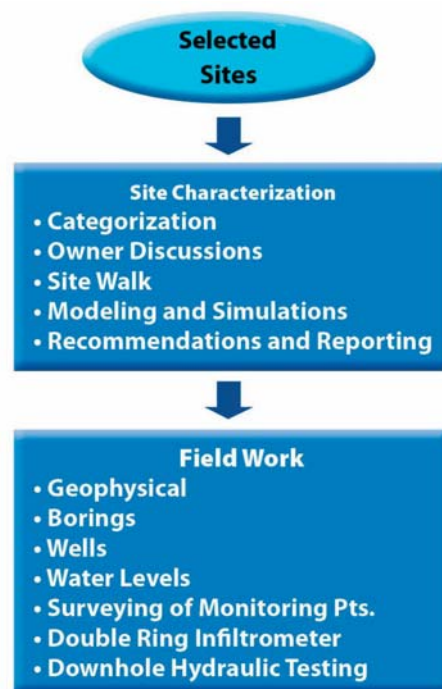 Selected
Sites
Site Characterization
• Categorization
• Owner Discussions
• Site Walk
• Modeling and Simulations
• Recommendations and Reporting
Field Work
• Geophysical
• Borings
• Wells
• Water Levels
• Surveying of Monitoring Pts.
• Double Ring Infiltrometer
• Downhole Hydraulic Testing